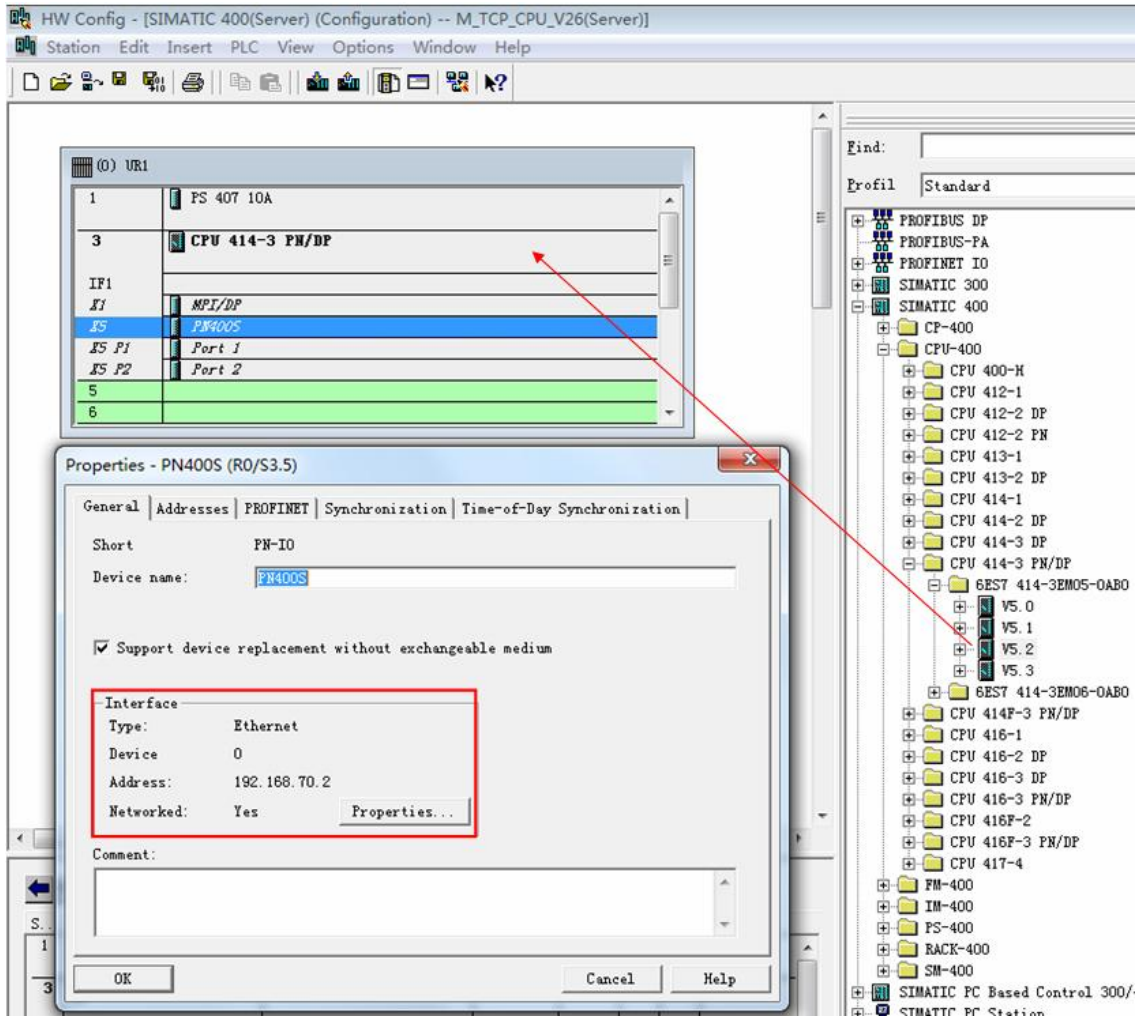 HW Config - [SIMATIC 400(Server) (Configuration) -- M_TCP_CPU_V26(Server)]
Station Edit Insert PLC View Options Window Help
(0) UR1
1 PS 407 10A
3 CPU 414-3 PN/DP
IF1
X1 MPI/DP
X5 PN400S
X5 P1 Port 1
X5 P2 Port 2
5
6
Properties - PN400S (R0/S3.5)
General Addresses PROFINET Synchronization Time-of-Day Synchronization
Short PN-IO
Device name: PN400S
Support device replacement without exchangeable medium
Interface
Type: Ethernet
Device 0
Address: 192.168.70.2
Networked: Yes Properties...
Comment:
OK Cancel Help
S..
1
3
Find:
Profil Standard
PROFIBUS DP
PROFIBUS-PA
PROFINET IO
SIMATIC 300
SIMATIC 400
CP-400
CPU-400
CPU 400-H
CPU 412-1
CPU 412-2 DP
CPU 412-2 PN
CPU 413-1
CPU 413-2 DP
CPU 414-1
CPU 414-2 DP
CPU 414-3 DP
CPU 414-3 PN/DP
6ES7 414-3EM05-0AB0
V5.0
V5.1
V5.2
V5.3
6ES7 414-3EM06-0AB0
CPU 414F-3 PN/DP
CPU 416-1
CPU 416-2 DP
CPU 416-3 DP
CPU 416-3 PN/DP
CPU 416F-2
CPU 416F-3 PN/DP
CPU 417-4
FM-400
IM-400
PS-400
RACK-400
SM-400
SIMATIC PC Based Control 300/
SIMATIC PC Station